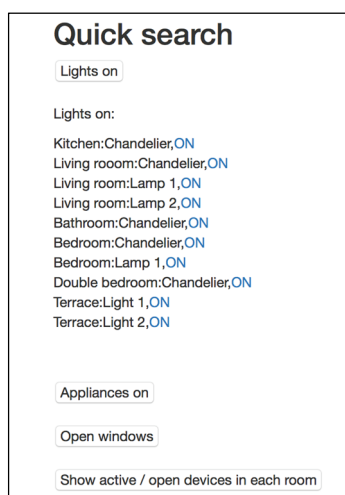 Quick search
Lights on
Lights on:
Kitchen:Chandelier,ON
Living rooom:Chandelier,ON
Living room:Lamp 1,ON
Living room:Lamp 2,ON
Bathroom:Chandelier,ON
Bedroom:Chandelier,ON
Bedroom:Lamp 1,ON
Double bedroom:Chandelier,ON
Terrace:Light 1,ON
Terrace:Light 2,ON
Appliances on
Open windows
Show active / open devices in each room